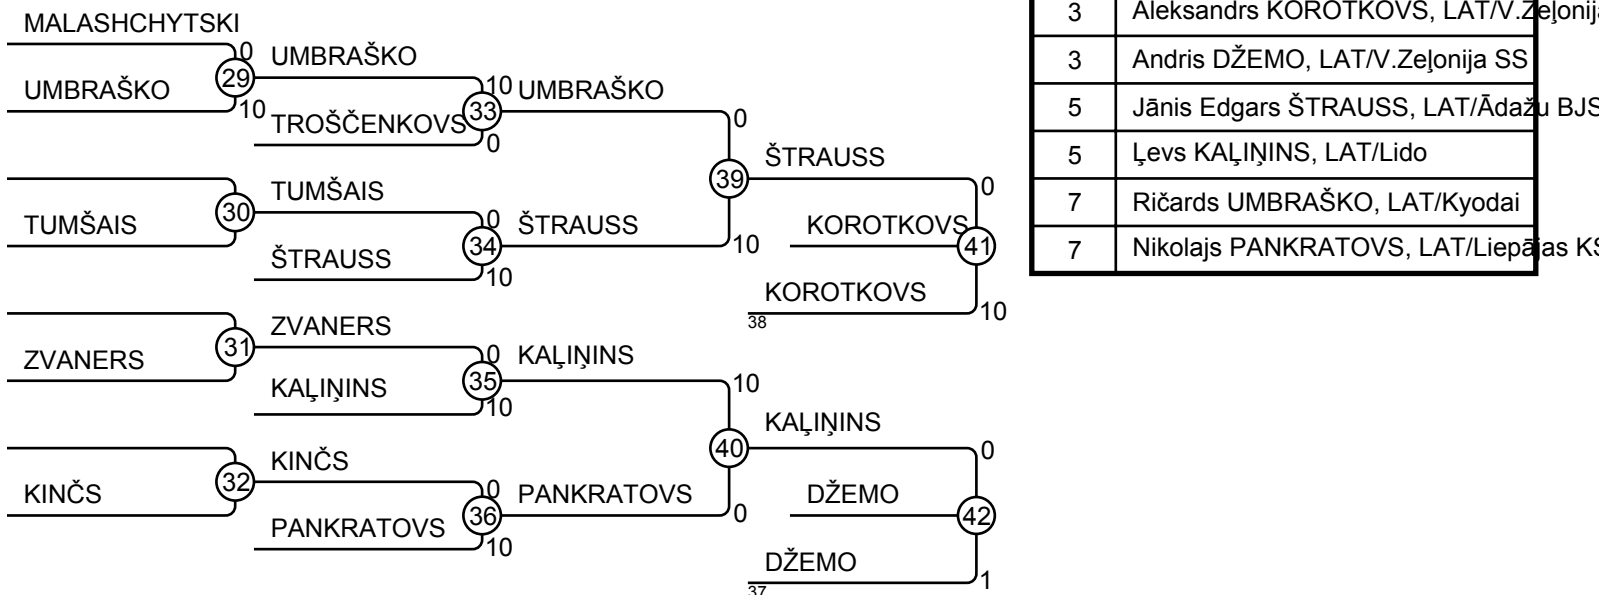 MALASHCHYTSKI
0
29
UMBRAŠKO
10
UMBRAŠKO
10
33
TROŠČENKOVS
0
UMBRAŠKO
0
30
TUMŠAIS
TUMŠAIS
0
34
ŠTRAUSS
10
ŠTRAUSS
10
39
ŠTRAUSS
0
KOROTKOVS
41
KOROTKOVS
10
38
31
ZVANERS
ZVANERS
0
35
KAĻIŅINS
10
KAĻIŅINS
10
40
32
KINČS
KINČS
0
36
PANKRATOVS
10
PANKRATOVS
0
KAĻIŅINS
0
DŽEMO
42
DŽEMO
1
37
3 Aleksandrs KOROTKOVS, LAT/V.Zeļonija
3 Andris DŽEMO, LAT/V.Zeļonija SS
5 Jānis Edgars ŠTRAUSS, LAT/Ādažu BJS
5 Ļevs KAĻIŅINS, LAT/Lido
7 Ričards UMBRAŠKO, LAT/Kyodai
7 Nikolajs PANKRATOVS, LAT/Liepājas KS